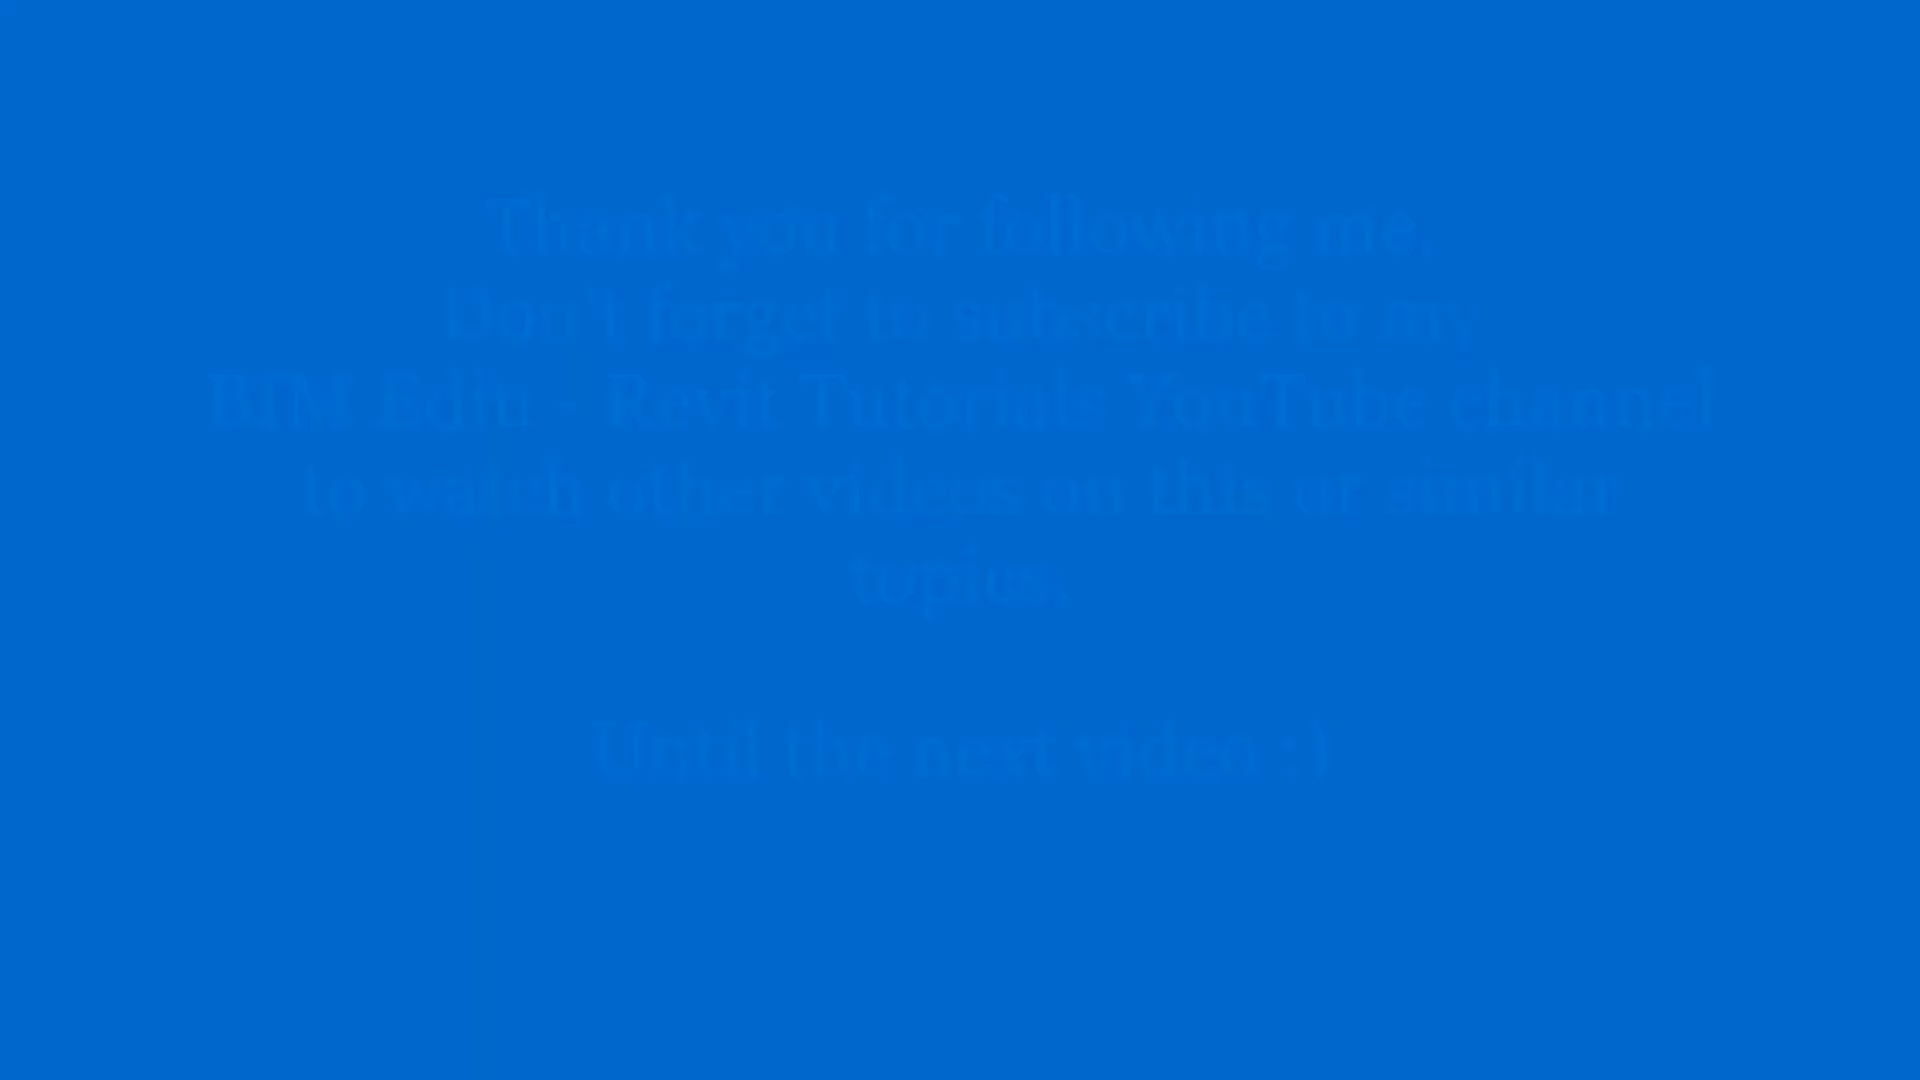 Thank you for following me.
Don't forget to subscribe to my
BIM Edin - Revit Tutorials YouTube channel
to watch other videos on this or similar
topics.
Until the next video :)